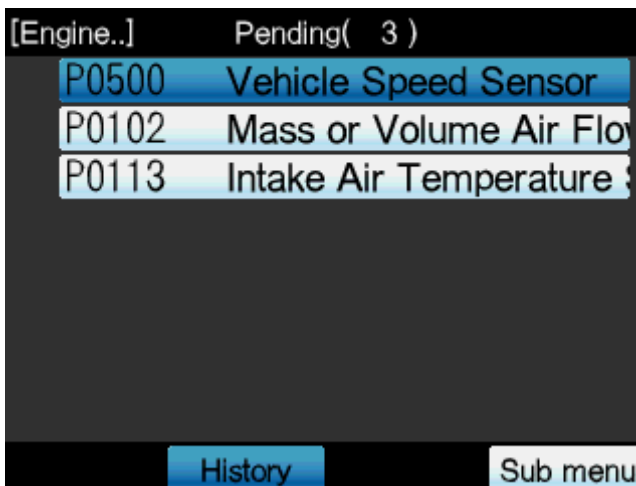 [Engine..] Pending( 3 )
P0500 Vehicle Speed Sensor
P0102 Mass or Volume Air Flo
P0113 Intake Air Temperature
History Sub menu